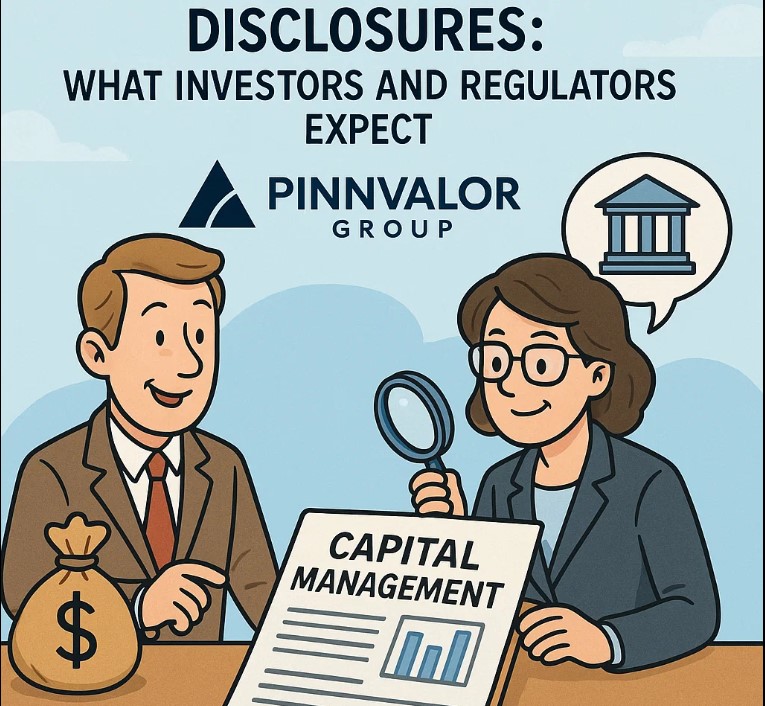 DISCLOSURES:
WHAT INVESTORS AND REGULATORS
EXPECT
PINNVALOR
GROUP
$
CAPITAL
MANAGEMENT